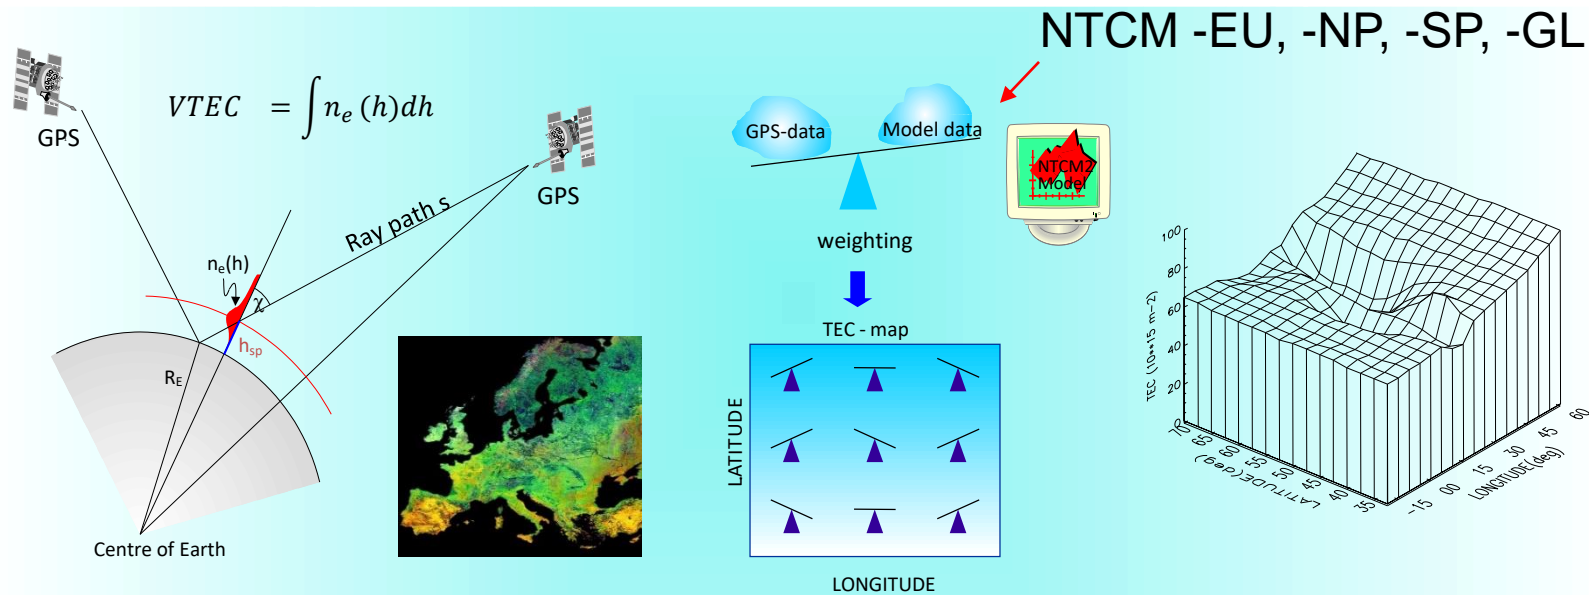 NTCM -EU, -NP, -SP, -GL
VTEC = ∫ nₑ (h)dh
GPS
GPS
Ray path s
nₑ(h)
χ
hsp
RE
Centre of Earth
GPS-data
Model data
NTCM2
Model
weighting
TEC - map
LATITUDE
LONGITUDE
TEC (10**15 m-2)
100
80
60
40
20
0
70
65
60
55
50
45
40
35
LATITUDE(deg)
-15
00
15
30
45
60
LONGITUDE(deg)